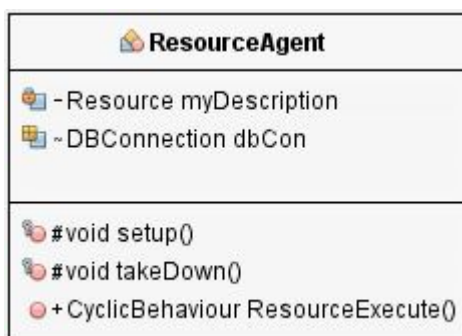 ResourceAgent
-Resource myDescription
~DBConnection dbCon
#void setup()
#void takeDown()
+CyclicBehaviour ResourceExecute()